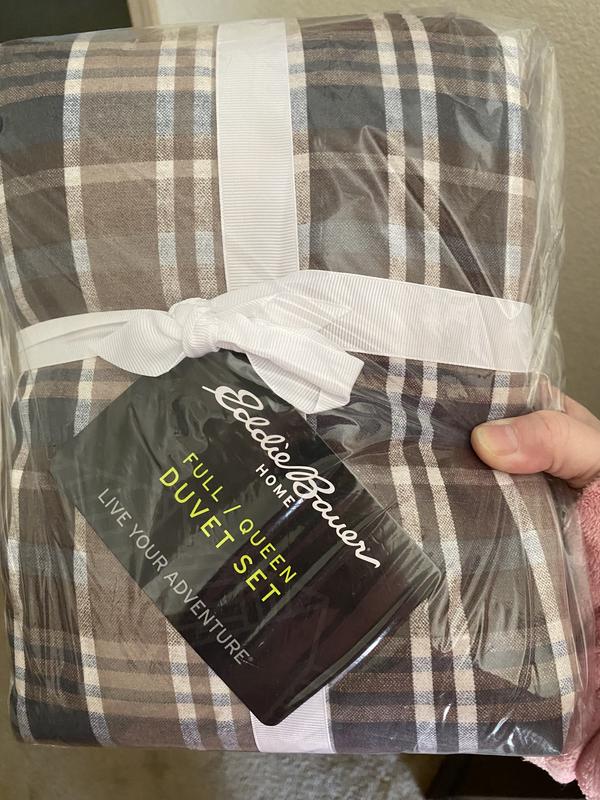 Eddie Bauer
HOME
FULL / QUEEN
DUVET SET
LIVE YOUR ADVENTURE®